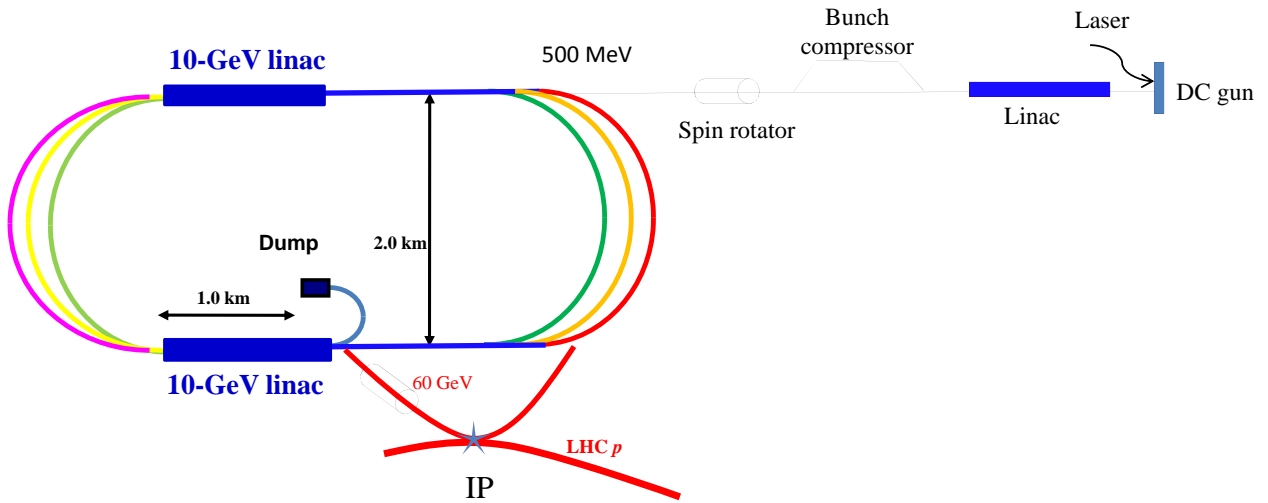 Bunch
compressor
Laser
10-GeV linac
500 MeV
DC gun
Linac
Spin rotator
Dump
2.0 km
1.0 km
10-GeV linac
60 GeV
LHC p
IP